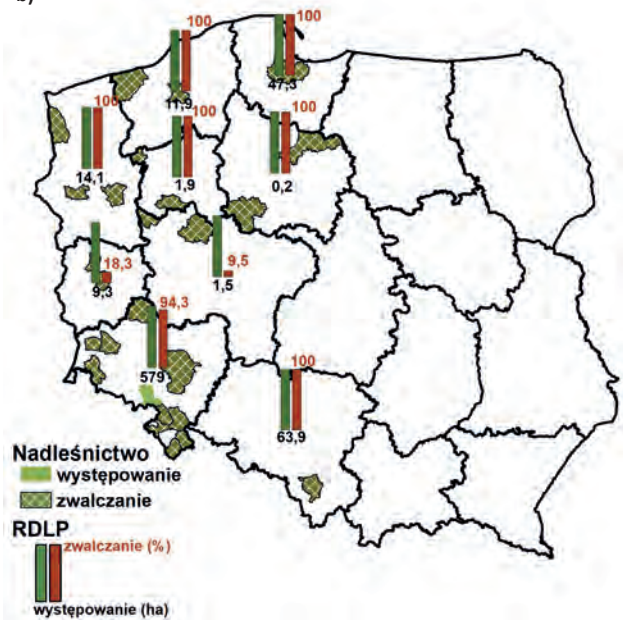 b)
100
100
11,9
47,3
100
100
100
14,1
1,9
0,2
18,3
9,3
9,5
1,5
94,3
579
100
63,9
Nadleśnictwo
występowanie
zwalczanie
RDLP
zwalczanie (%)
występowanie (ha)